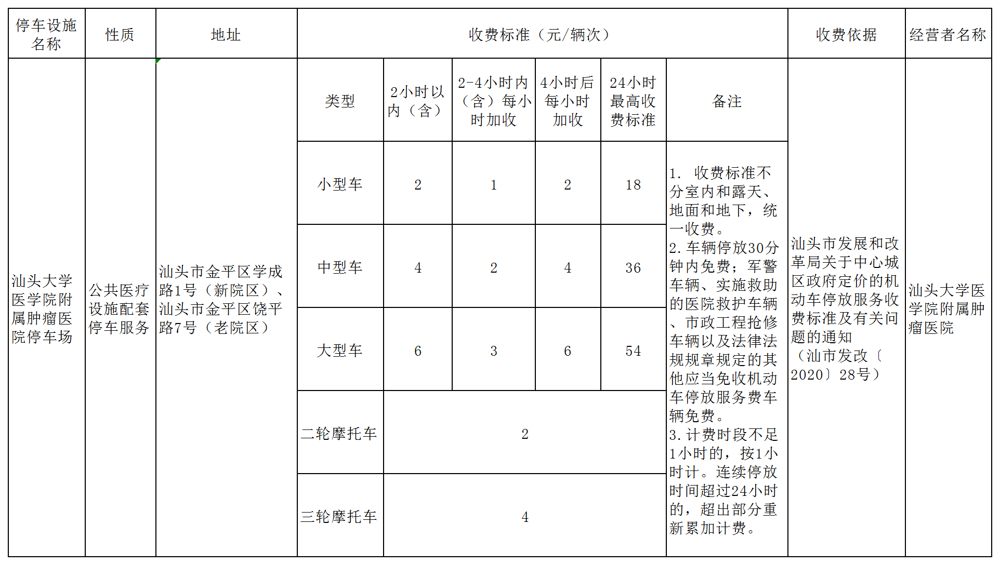 停车设施
名称
性质
地址
收费标准（元/辆次）
收费依据
经营者名称
汕头大学
医学院附
属肿瘤医
院停车场
公共医疗
设施配套
停车服务
汕头市金平区学成
路1号（新院区）、
汕头市金平区饶平
路7号（老院区）
类型
2小时以
内（含）
2-4小时内
（含）每小
时加收
4小时后
每小时
加收
24小时
最高收
费标准
备注
小型车
2
1
2
18
中型车
4
2
4
36
大型车
6
3
6
54
二轮摩托车
2
三轮摩托车
4
1. 收费标准不
分室内和露天、
地面和地下，统
一收费。
2.车辆停放30分
钟内免费；军警
车辆、实施救助
的医院救护车辆
、市政工程抢修
车辆以及法律法
规规章规定的其
他应当免收机动
车停放服务费车
辆免费。
3.计费时段不足
1小时的，按1小
时计。连续停放
时间超过24小时
的，超出部分重
新累加计费。
汕头市发展和改
革局关于中心城
区政府定价的机
动车停放服务收
费标准及有关问
题的通知
（汕市发改〔
2020〕28号）
汕头大学医
学院附属肿
瘤医院